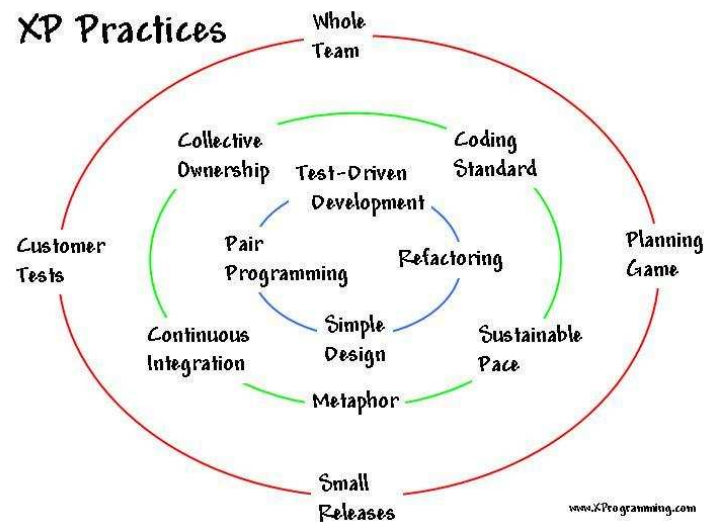 XP Practices
Whole
Team
Collective
Ownership
Coding
Standard
Test-Driven
Development
Customer
Tests
Pair
Programming
Refactoring
Planning
Game
Continuous
Integration
Simple
Design
Sustainable
Pace
Metaphor
Small
Releases
www.XProgramming.com